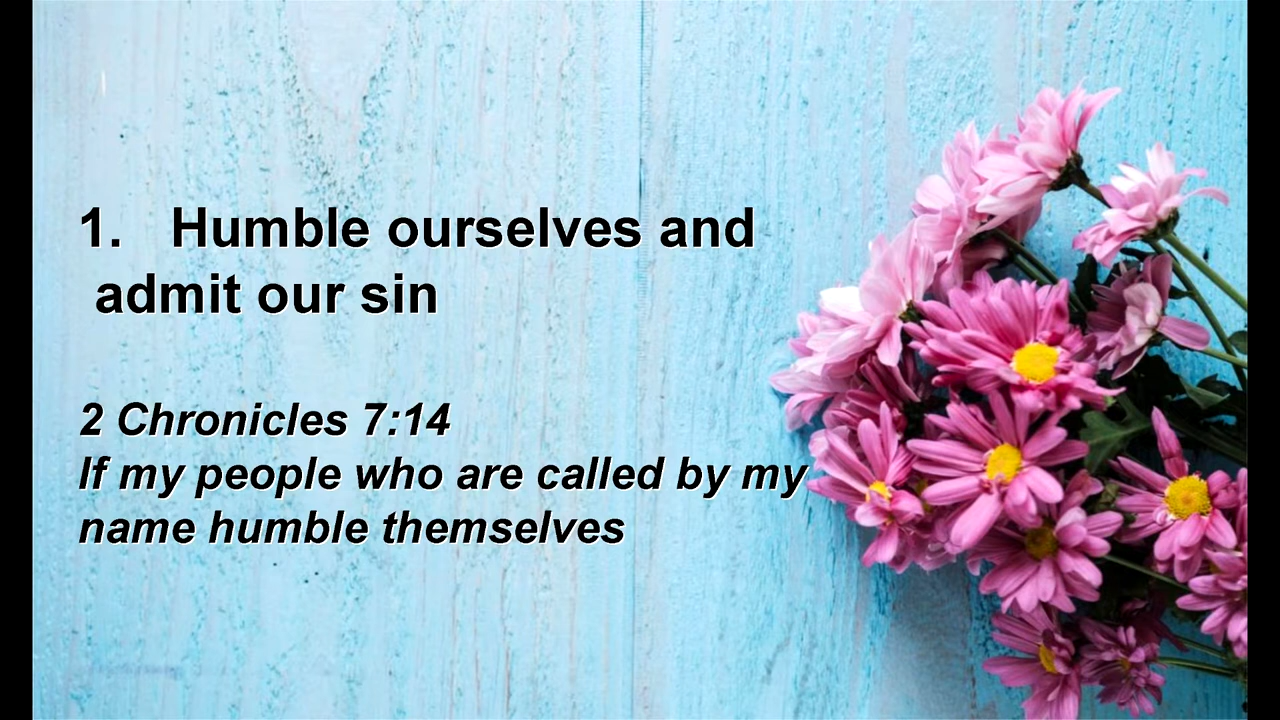 1. Humble ourselves and
admit our sin
2 Chronicles 7:14
If my people who are called by my
name humble themselves